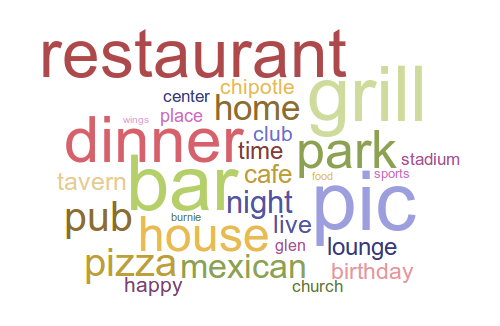 restaurant
chipotle
grill
center
home
place
wings
dinner
club
time
park
stadium
tavern
bar
cafe
food
sports
night
pic
pub
burnie
house
live
glen
lounge
pizza
mexican
birthday
happy
church